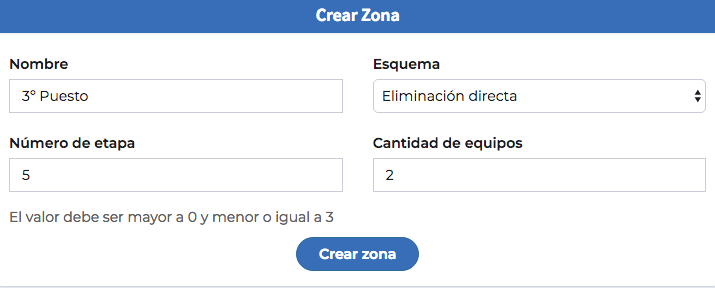 Crear Zona
Nombre
Esquema
3º Puesto
Eliminación directa
Número de etapa
Cantidad de equipos
5
2
El valor debe ser mayor a 0 y menor o igual a 3
Crear zona